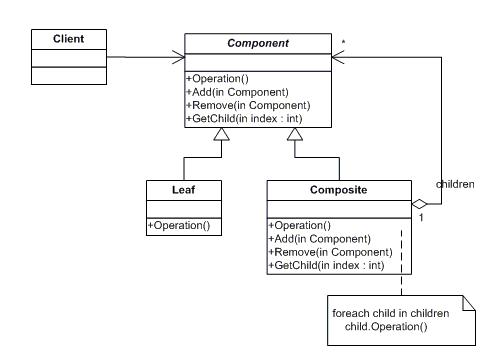 Client
Component
*
+Operation()
+Add(in Component)
+Remove(in Component)
+GetChild(in index : int)
Leaf
+Operation()
Composite
+Operation()
+Add(in Component)
+Remove(in Component)
+GetChild(in index : int)
children
1
foreach child in children
child.Operation()